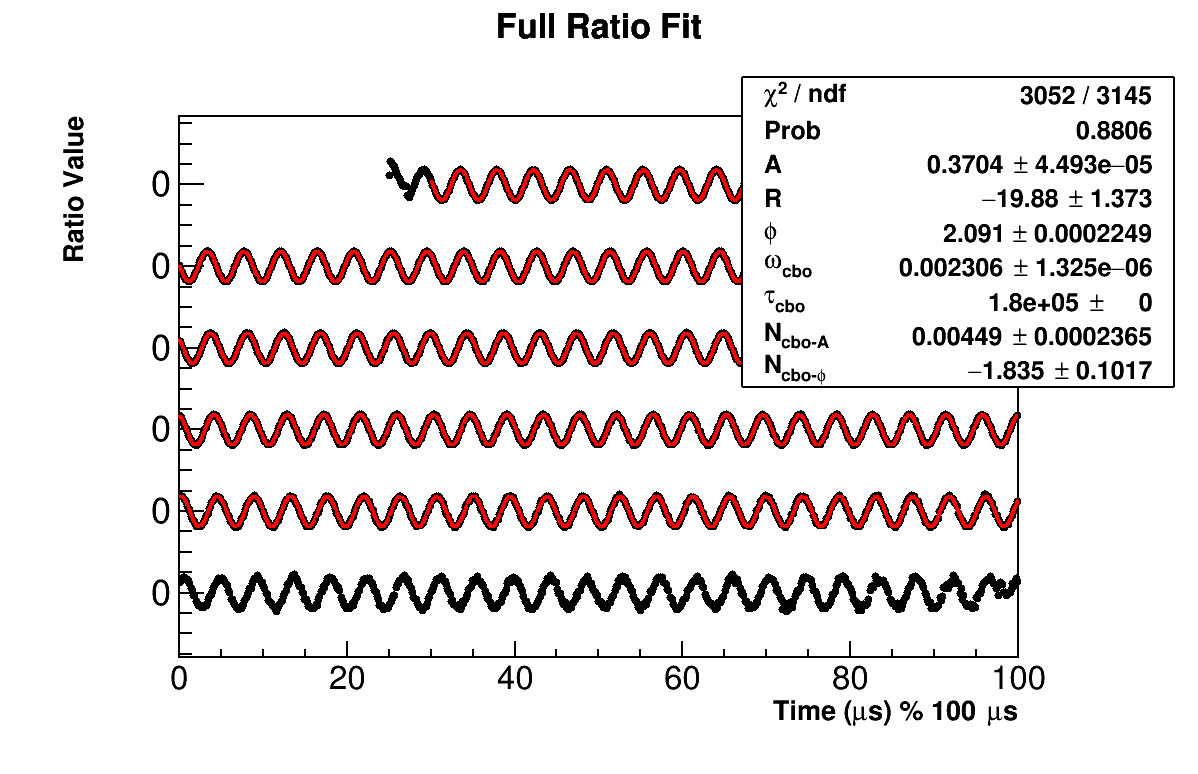 Full Ratio Fit
Ratio Value
χ² / ndf 3052 / 3145
Prob 0.8806
A 0.3704 ± 4.493e−05
R −19.88 ± 1.373
ϕ 2.091 ± 0.0002249
ω_cbo 0.002306 ± 1.325e−06
τ_cbo 1.8e+05 ± 0
N_cbo-A 0.00449 ± 0.0002365
N_cbo-ϕ −1.835 ± 0.1017
0
0
0
0
0
0
0 20 40 60 80 100
Time (μs) % 100 μs